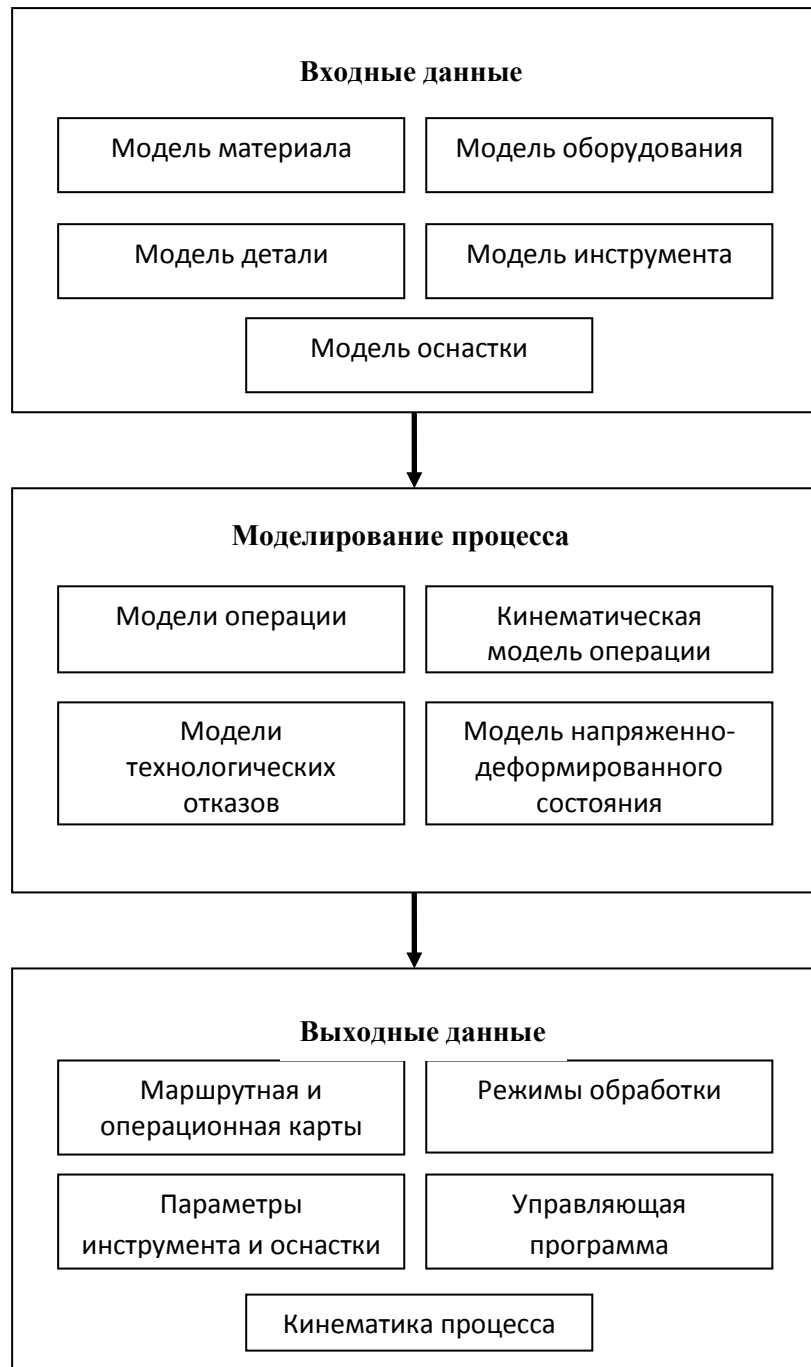 Входные данные
Модель материала
Модель оборудования
Модель детали
Модель инструмента
Модель оснастки
Моделирование процесса
Модели операции
Кинематическая
модель операции
Модели
технологических
отказов
Модель напряженно-
деформированного
состояния
Выходные данные
Маршрутная и
операционная карты
Режимы обработки
Параметры
инструмента и оснастки
Управляющая
программа
Кинематика процесса